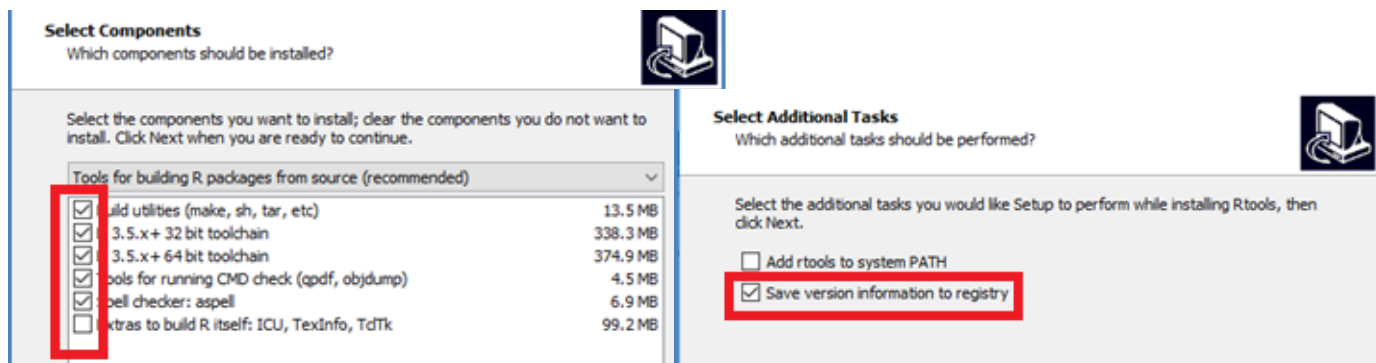 Select Components
Which components should be installed?
Select the components you want to install; clear the components you do not want to
install. Click Next when you are ready to continue.
Tools for building R packages from source (recommended)
uild utilities (make, sh, tar, etc) 13.5 MB
3.5.x+ 32 bit toolchain 338.3 MB
3.5.x+ 64 bit toolchain 374.9 MB
ools for running CMD check (qpdf, objdump) 4.5 MB
pell checker: aspell 6.9 MB
xtras to build R itself: ICU, TexInfo, TclTk 99.2 MB
Select Additional Tasks
Which additional tasks should be performed?
Select the additional tasks you would like Setup to perform while installing Rtools, then
click Next.
Add rtools to system PATH
Save version information to registry